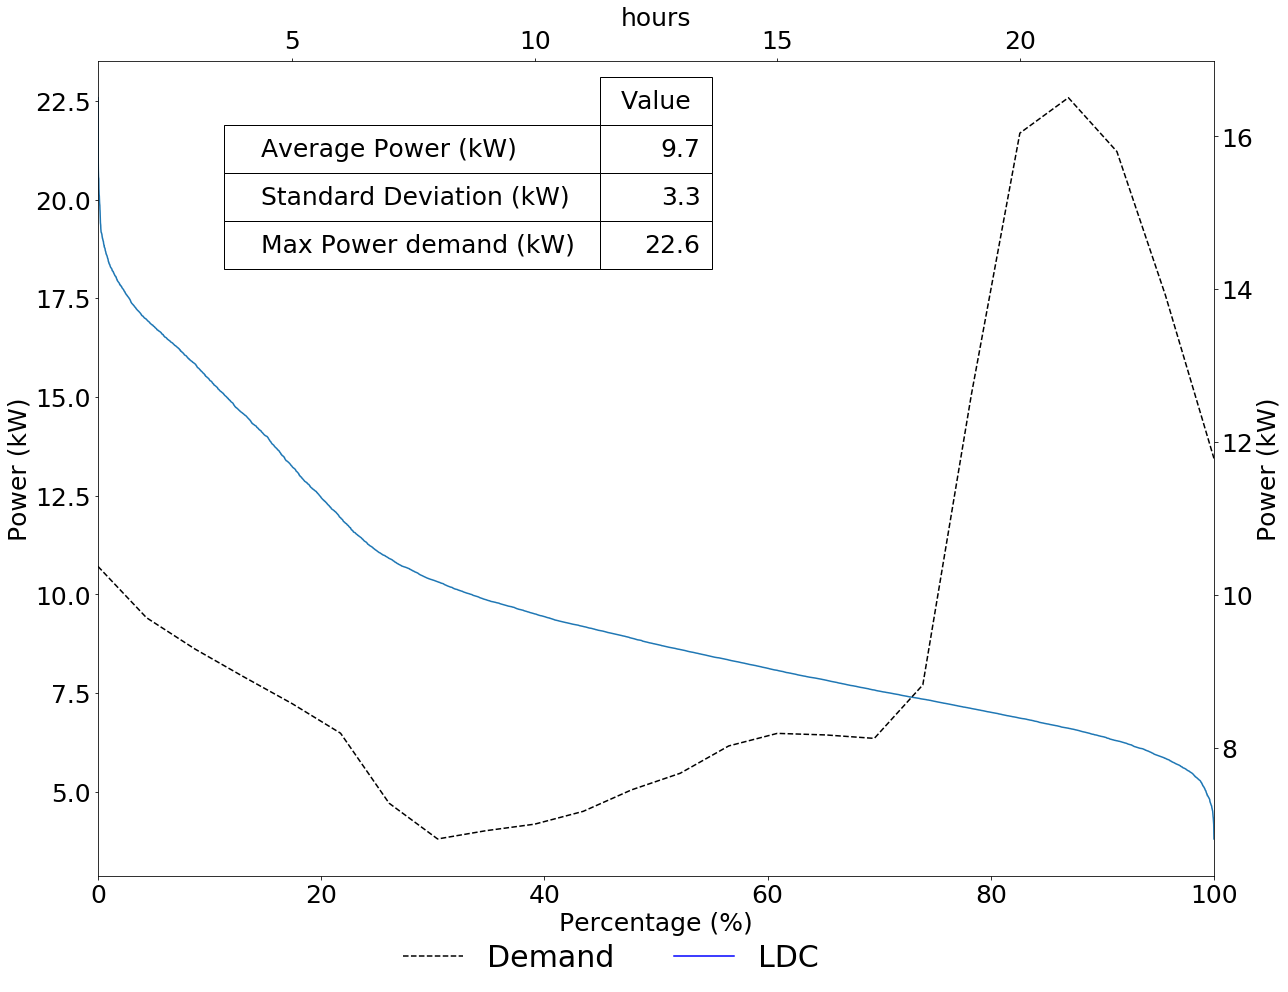 hours
5 10 15 20
Value
Average Power (kW) 9.7
Standard Deviation (kW) 3.3
Max Power demand (kW) 22.6
22.5
20.0
17.5
15.0
12.5
10.0
7.5
5.0
Power (kW)
16
14
12
10
8
Power (kW)
0 20 40 60 80 100
Percentage (%)
Demand LDC